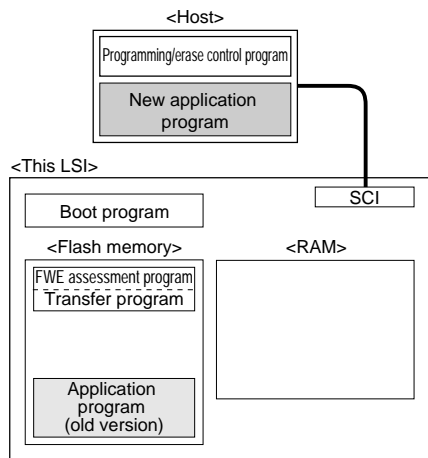 <Host>
Programming/erase control program
New application
program
<This LSI>
SCI
Boot program
<Flash memory>
<RAM>
FWE assessment program
Transfer program
Application
program
(old version)